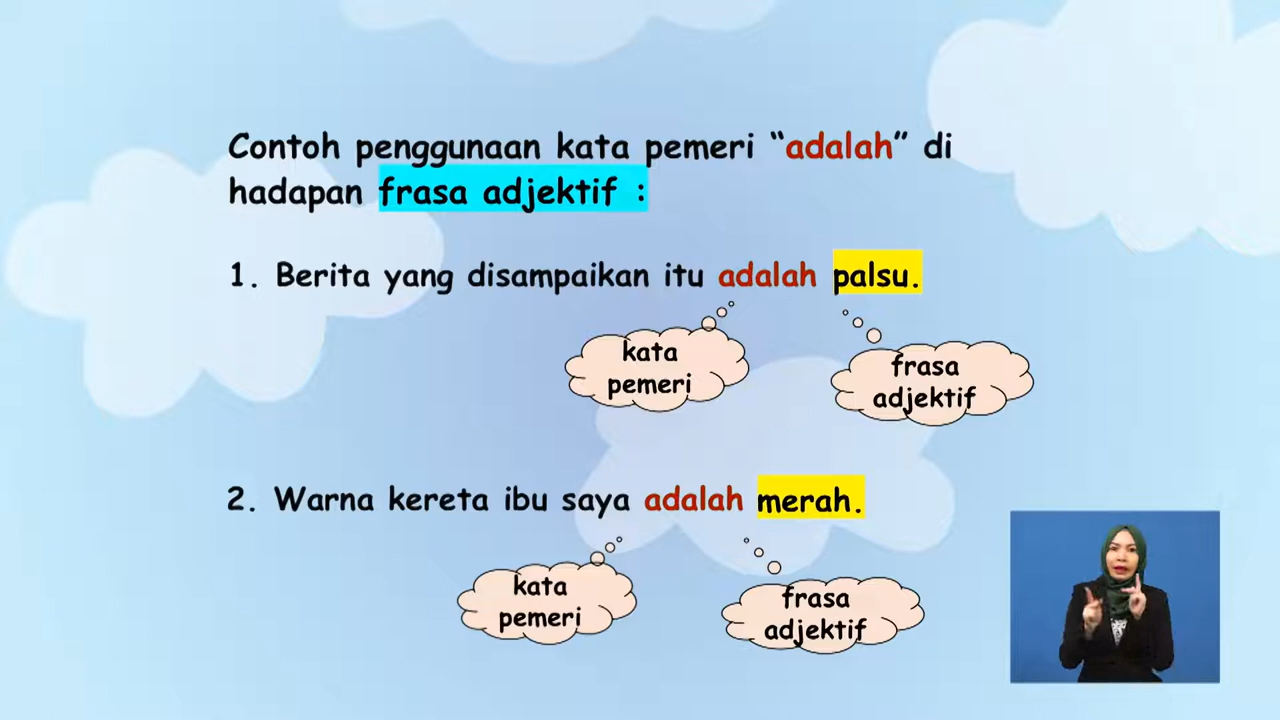 Contoh penggunaan kata pemeri “adalah” di
hadapan frasa adjektif :
1. Berita yang disampaikan itu adalah palsu.
kata
pemeri
frasa
adjektif
2. Warna kereta ibu saya adalah merah.
kata
pemeri
frasa
adjektif